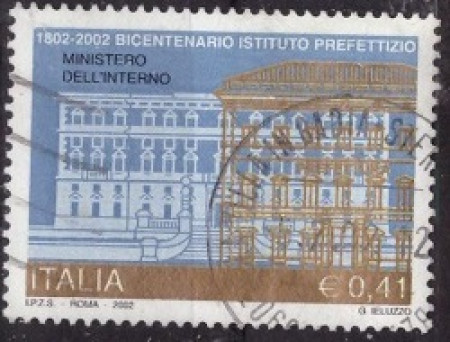 1802-2002 BICENTENARIO ISTITUTO PREFETTIZIO
MINISTERO
DELL'INTERNO
ITALIA
€ 0,41
I.P.Z.S. - ROMA - 2002
G. IELUZZO